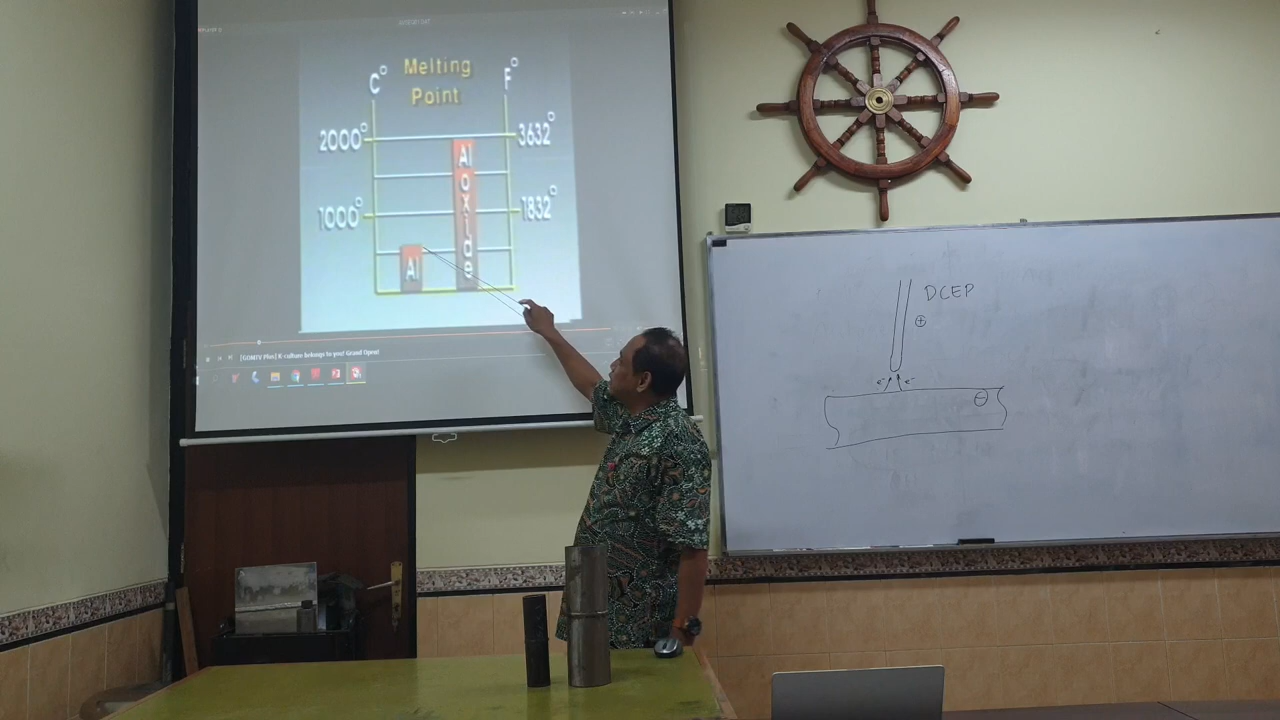 Melting
Point
C° F°
2000° 3632°
1000° 1832°
Al
Al oxide
[GOMTV Plus] K-culture belongs to you! Grand Open!
DCEP
⊕
e⁻ e⁻
⊖